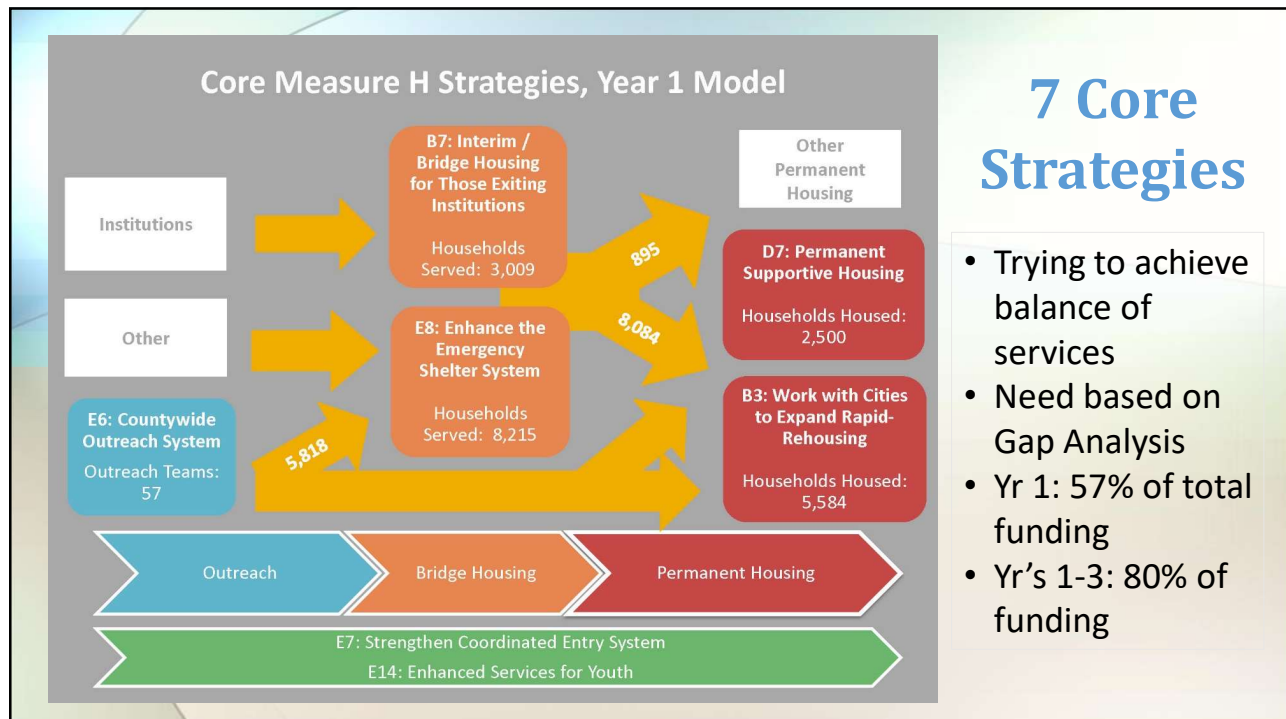 Core Measure H Strategies, Year 1 Model
Institutions
Other
E6: Countywide
Outreach System
Outreach Teams:
57
B7: Interim /
Bridge Housing
for Those Exiting
Institutions
Households
Served: 3,009
E8: Enhance the
Emergency
Shelter System
Households
Served: 8,215
5,818
895
8,084
Other
Permanent
Housing
D7: Permanent
Supportive Housing
Households Housed:
2,500
B3: Work with Cities
to Expand Rapid-
Rehousing
Households Housed:
5,584
Outreach
Bridge Housing
Permanent Housing
E7: Strengthen Coordinated Entry System
E14: Enhanced Services for Youth
7 Core
Strategies
• Trying to achieve
balance of
services
• Need based on
Gap Analysis
• Yr 1: 57% of total
funding
• Yr’s 1-3: 80% of
funding